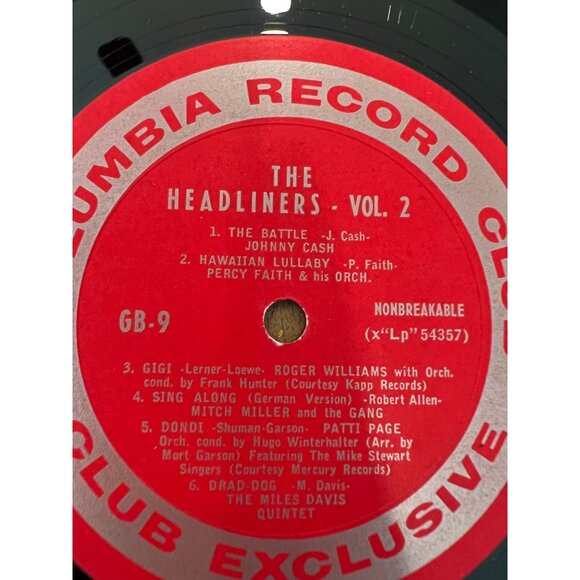 COLUMBIA RECORD CLUB
THE
HEADLINERS - VOL. 2
1. THE BATTLE -J. Cash-
JOHNNY CASH
2. HAWAIIAN LULLABY -P. Faith-
PERCY FAITH & his ORCH.
GB-9
NONBREAKABLE
(x"Lp" 54357)
3. GIGI -Lerner-Loewe- ROGER WILLIAMS with Orch.
cond. by Frank Hunter (Courtesy Kapp Records)
4. SING ALONG (German Version) -Robert Allen-
MITCH MILLER and the GANG
5. DONDI -Shuman-Garson- PATTI PAGE
Orch. cond. by Hugo Winterhalter (Arr. by
Mort Garson) Featuring The Mike Stewart
Singers (Courtesy Mercury Records)
6. DRAD-DOG -M. Davis-
THE MILES DAVIS
QUINTET
CLUB EXCLUSIVE